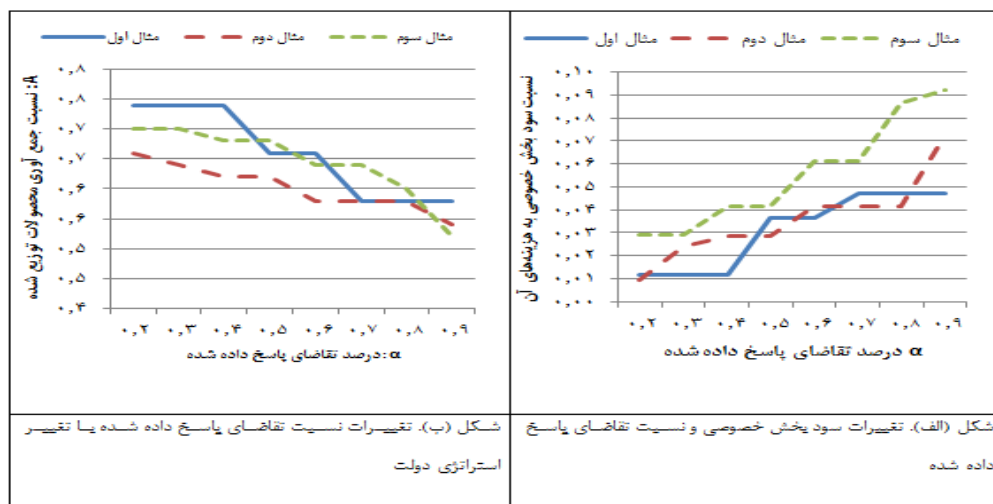 مثال اول مثال دوم مثال سوم
نسبت سود بخش خصوصی به هزینه‌های آن
۰٫۱۰
۰٫۰۹
۰٫۰۸
۰٫۰۷
۰٫۰۶
۰٫۰۵
۰٫۰۴
۰٫۰۳
۰٫۰۲
۰٫۰۱
۰٫۰۰
۰٫۲ ۰٫۳ ۰٫۴ ۰٫۵ ۰٫۶ ۰٫۷ ۰٫۸ ۰٫۹
α درصد تقاضای پاسخ داده شده
شکل (الف). تغییرات سود بخش خصوصی و نسبت تقاضای پاسخ
داده شده
مثال اول مثال دوم مثال سوم
A: نسبت جمع آوری محصولات توزیع شده
۰٫۸
۰٫۸
۰٫۷
۰٫۷
۰٫۶
۰٫۶
۰٫۵
۰٫۵
۰٫۴
۰٫۲ ۰٫۳ ۰٫۴ ۰٫۵ ۰٫۶ ۰٫۷ ۰٫۸ ۰٫۹
α: درصد تقاضای پاسخ داده شده
شکل (ب). تغییرات نسبت تقاضای پاسخ داده شده با تغییر
استراتژی دولت